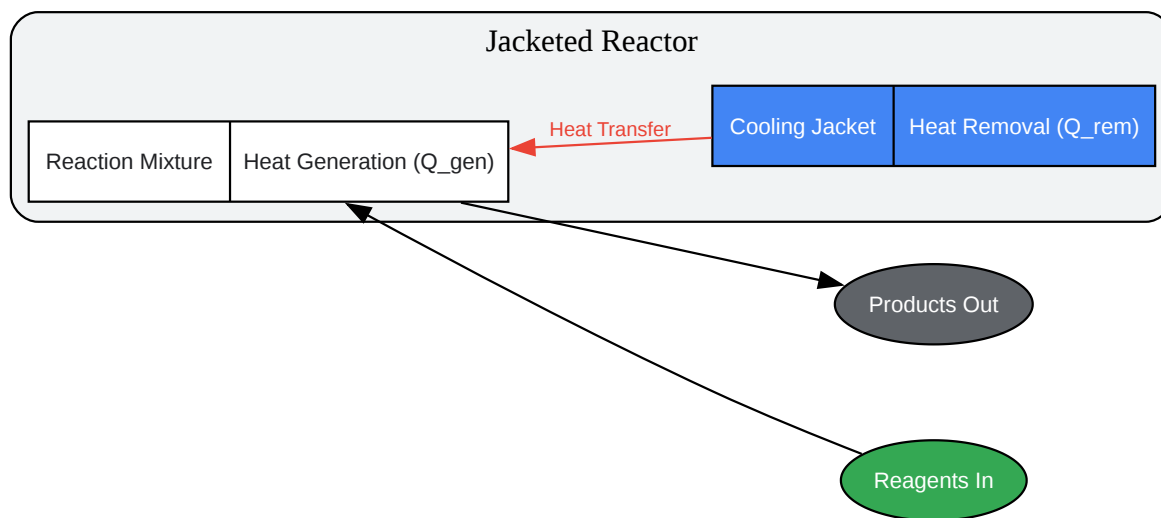 Jacketed Reactor
Reaction Mixture
Heat Generation (Q_gen)
Heat Transfer
Cooling Jacket
Heat Removal (Q_rem)
Products Out
Reagents In